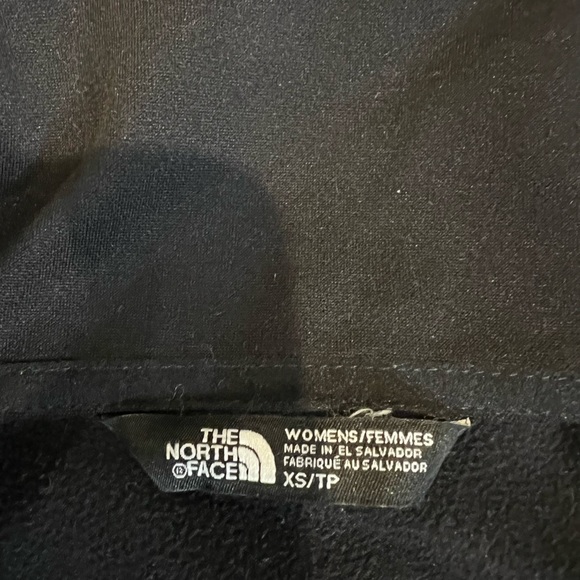 THE
NORTH
FACE
WOMENS/FEMMES
MADE IN EL SALVADOR
FABRIQUÉ AU SALVADOR
XS/TP